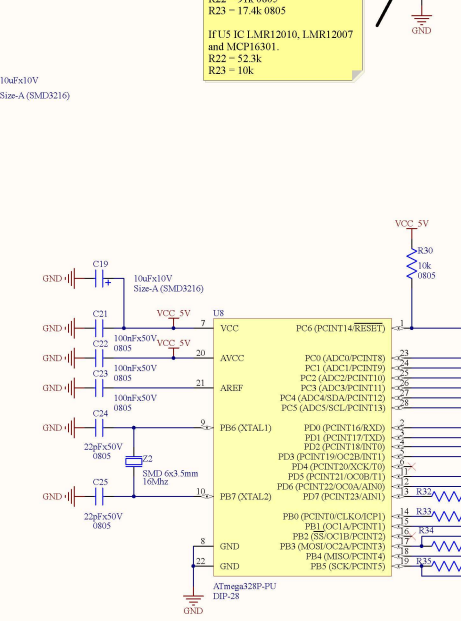 R23 = 17.4k 0805
If U5 IC LMR12010, LMR12007
and MCP16301.
R22 = 52.3k
R23 = 10k
GND
10uFx10V
Size-A (SMD3216)
VCC_5V
R30
10k
0805
C19
GND
10uFx10V
Size-A (SMD3216)
C21
VCC_5V
U8
GND
7
VCC
PC6 (PCINT14/RESET)
1
100nFx50V
0805
C22
VCC_5V
GND
20
AVCC
PC0 (ADC0/PCINT8)
23
100nFx50V
0805
PC1 (ADC1/PCINT9)
PC2 (ADC2/PCINT10)
C23
GND
21
AREF
PC3 (ADC3/PCINT11)
PC4 (ADC4/SDA/PCINT12)
100nFx50V
0805
PC5 (ADC5/SCL/PCINT13)
28
C24
GND
9
PB6 (XTAL1)
PD0 (PCINT16/RXD)
22pFx50V
0805
PD1 (PCINT17/TXD)
PD2 (PCINT18/INT0)
Z2
SMD 6x3.5mm
16Mhz
PD3 (PCINT19/OC2B/INT1)
PD4 (PCINT20/XCK/T0)
PD5 (PCINT21/OC0B/T1)
PD6 (PCINT22/OC0A/AIN0)
C25
GND
10
PB7 (XTAL2)
PD7 (PCINT23/AIN1)
R32
22pFx50V
0805
PB0 (PCINT0/CLKO/ICP1)
14
R33
PB1 (OC1A/PCINT1)
15
PB2 (SS/OC1B/PCINT2)
16
R34
8
GND
PB3 (MOSI/OC2A/PCINT3)
PB4 (MISO/PCINT4)
18
22
GND
PB5 (SCK/PCINT5)
19
R35
ATmega328P-PU
DIP-28
GND